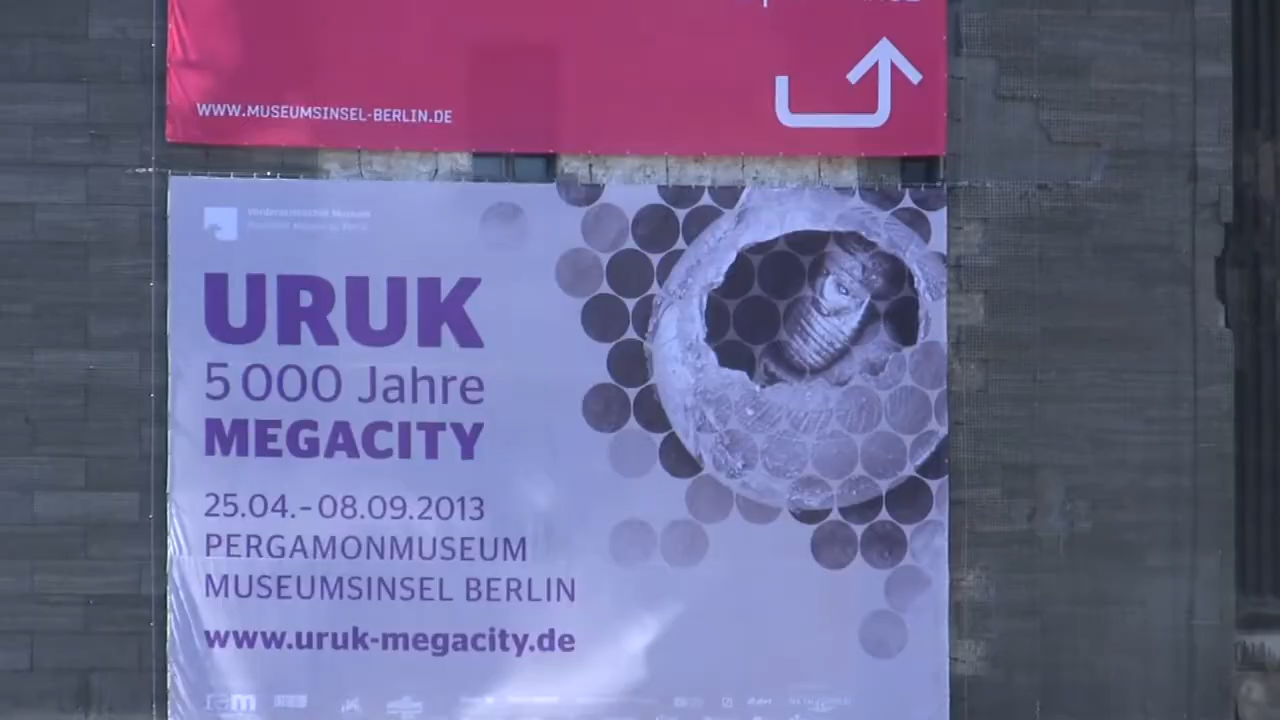 WWW.MUSEUMSINSEL-BERLIN.DE
Vorderasiatisches Museum
URUK
5 000 Jahre
MEGACITY
25.04.–08.09.2013
PERGAMONMUSEUM
MUSEUMSINSEL BERLIN
www.uruk-megacity.de